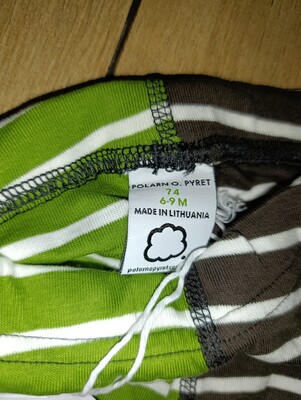 POLARN O. PYRET
74
6-9 M
MADE IN LITHUANIA